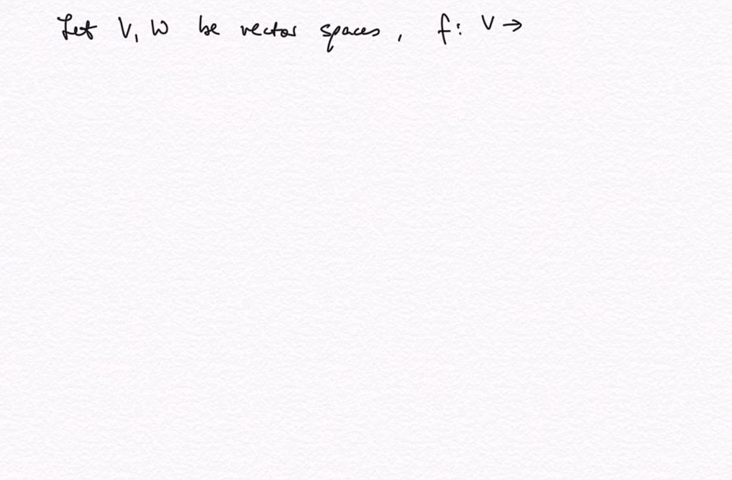 Let V, W be vector spaces, f: V →